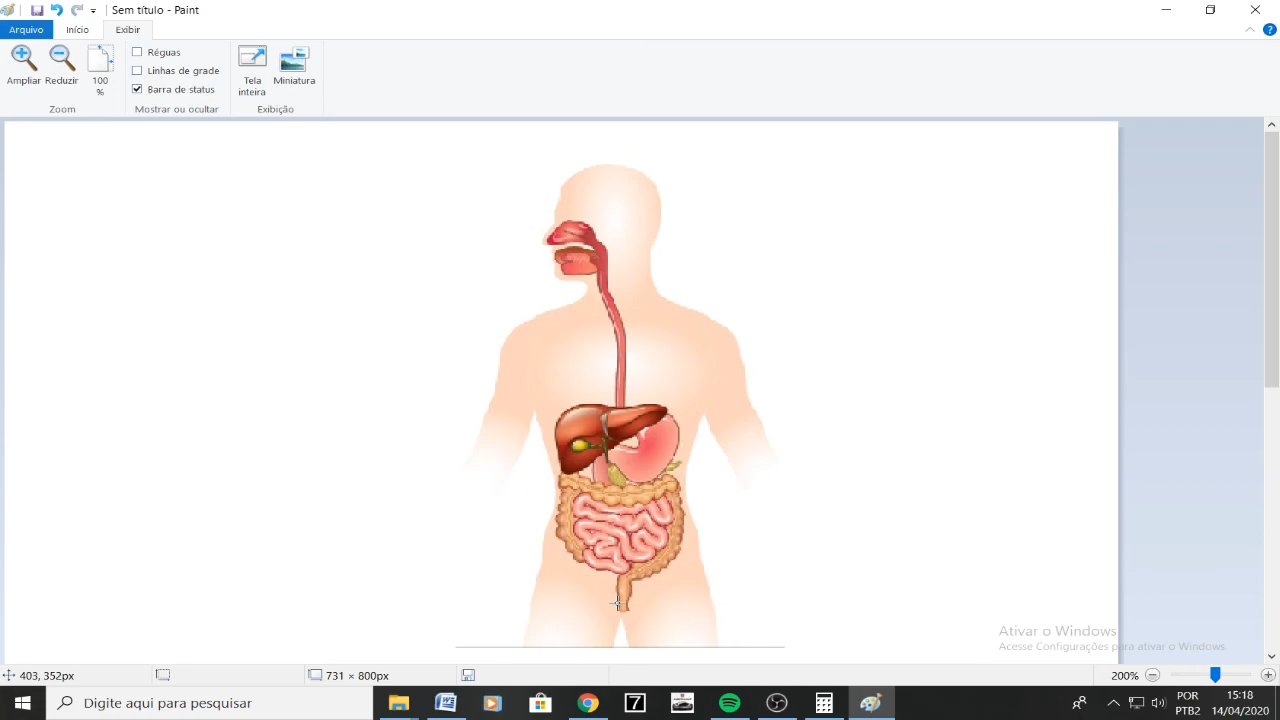 Sem título - Paint
Arquivo
Início
Exibir
Ampliar
Reduzir
100
%
Zoom
Réguas
Linhas de grade
Barra de status
Mostrar ou ocultar
Tela
inteira
Miniatura
Exibição
?
Ativar o Windows
Acesse Configurações para ativar o Windows.
403, 352px
731 × 800px
200%
Digite aqui para pesquisar
W
7
POR
PTB2
15:18
14/04/2020